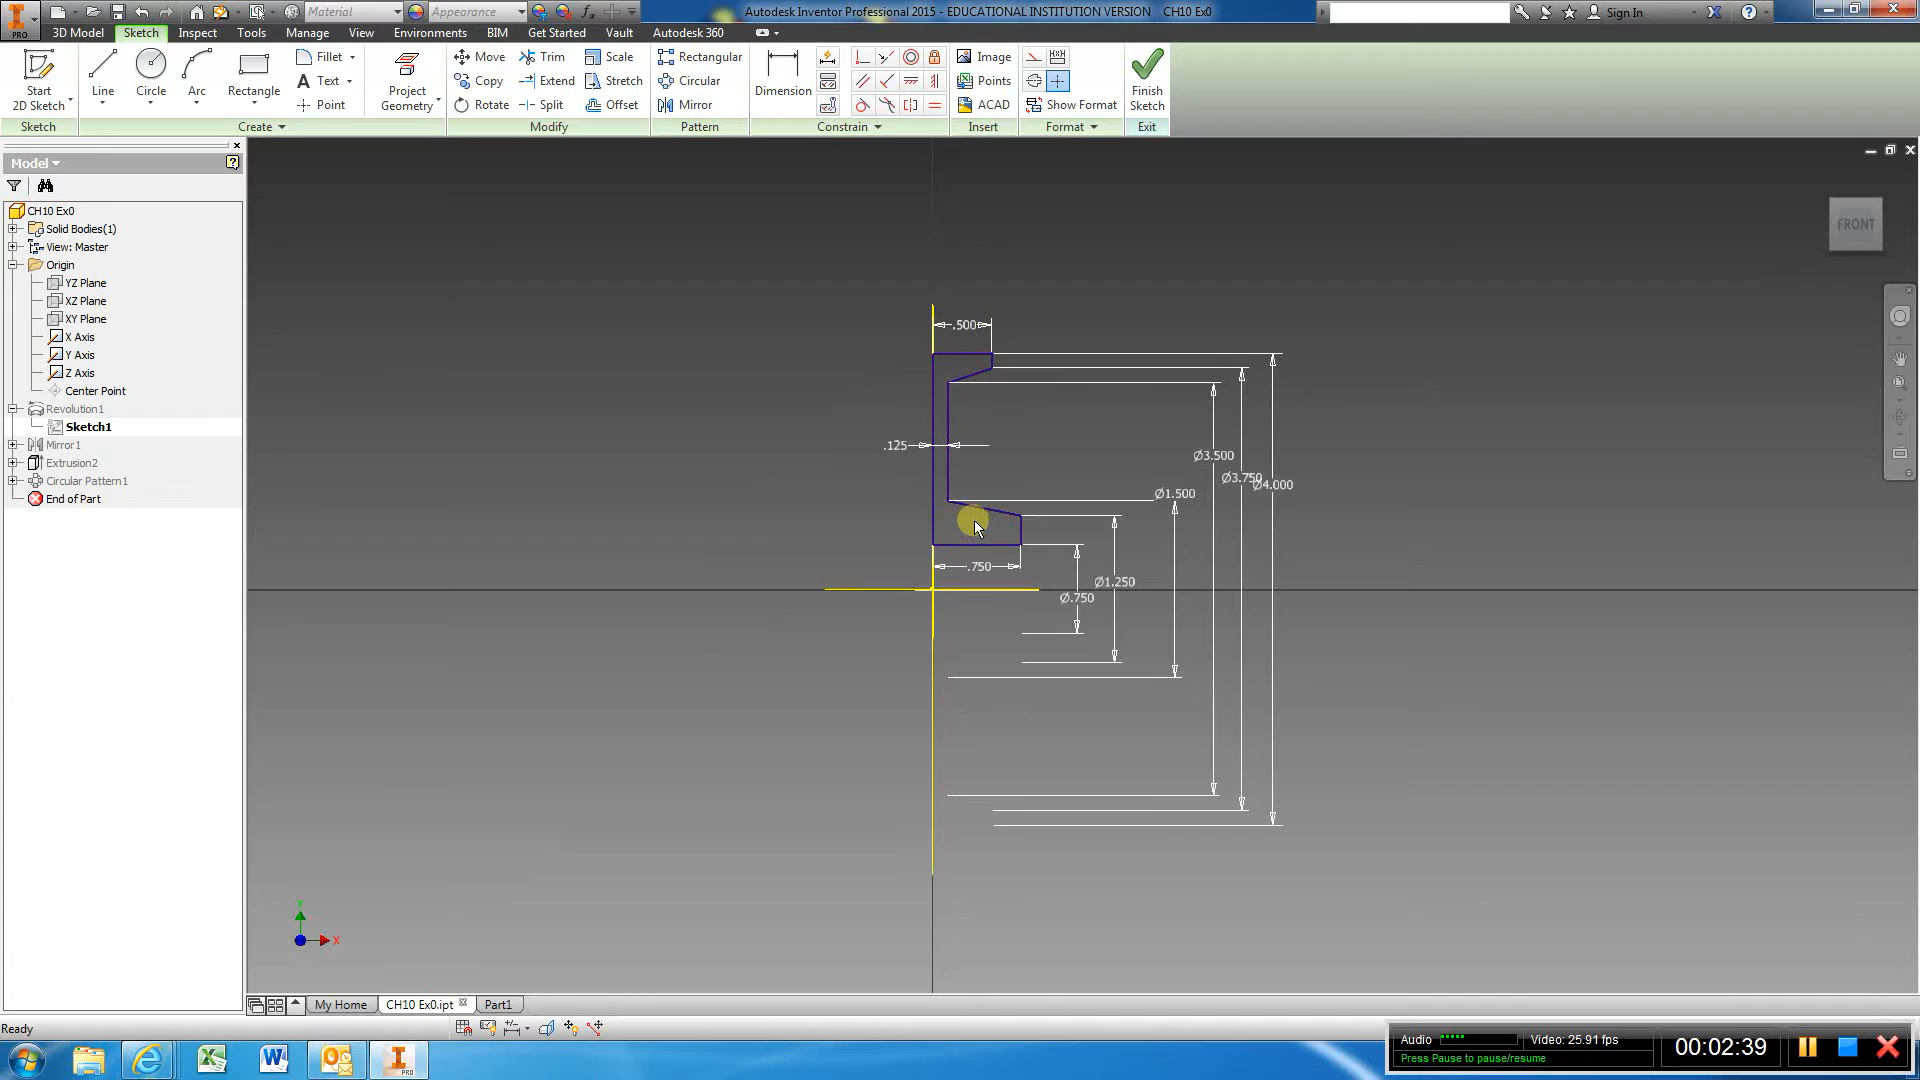 Material
Appearance
Autodesk Inventor Professional 2015 - EDUCATIONAL INSTITUTION VERSION CH10 Ex0
Sign In
PRO
3D Model
Sketch
Inspect
Tools
Manage
View
Environments
BIM
Get Started
Vault
Autodesk 360
Start
2D Sketch
Line
Circle
Arc
Rectangle
Fillet
Text
Point
Project
Geometry
Move
Copy
Rotate
Trim
Extend
Split
Scale
Stretch
Offset
Rectangular
Circular
Mirror
Dimension
Image
Points
ACAD
Show Format
Finish
Sketch
Sketch
Create
Modify
Pattern
Constrain
Insert
Format
Exit
Model
CH10 Ex0
Solid Bodies(1)
View: Master
Origin
YZ Plane
XZ Plane
XY Plane
X Axis
Y Axis
Z Axis
Center Point
Revolution1
Sketch1
Mirror1
Extrusion2
Circular Pattern1
End of Part
FRONT
.500
.125
Ø3.500
Ø3.750
Ø4.000
Ø1.500
.750
Ø1.250
Ø.750
Y
X
My Home
CH10 Ex0.ipt
Part1
Ready
Audio
Video: 25.91 fps
Press Pause to pause/resume
00:02:39
PRO